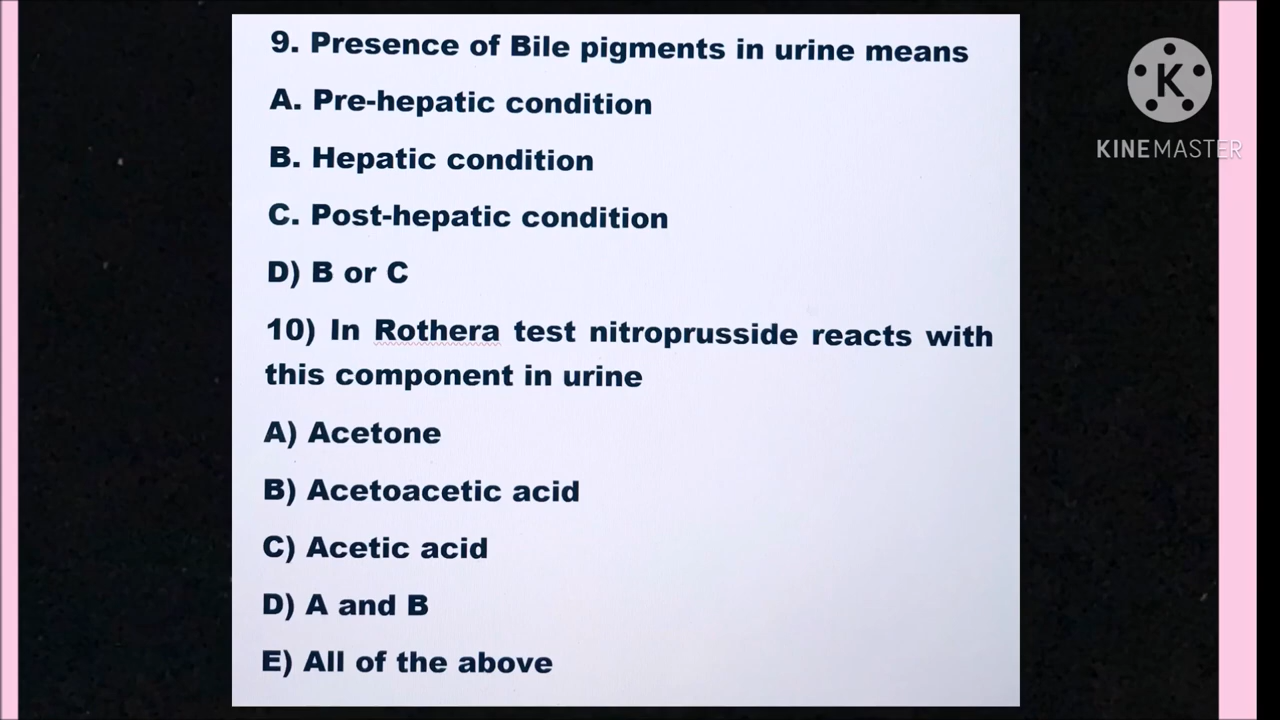 9. Presence of Bile pigments in urine means
A. Pre-hepatic condition
B. Hepatic condition
C. Post-hepatic condition
D) B or C
10) In Rothera test nitroprusside reacts with
this component in urine
A) Acetone
B) Acetoacetic acid
C) Acetic acid
D) A and B
E) All of the above
K
KINEMASTER